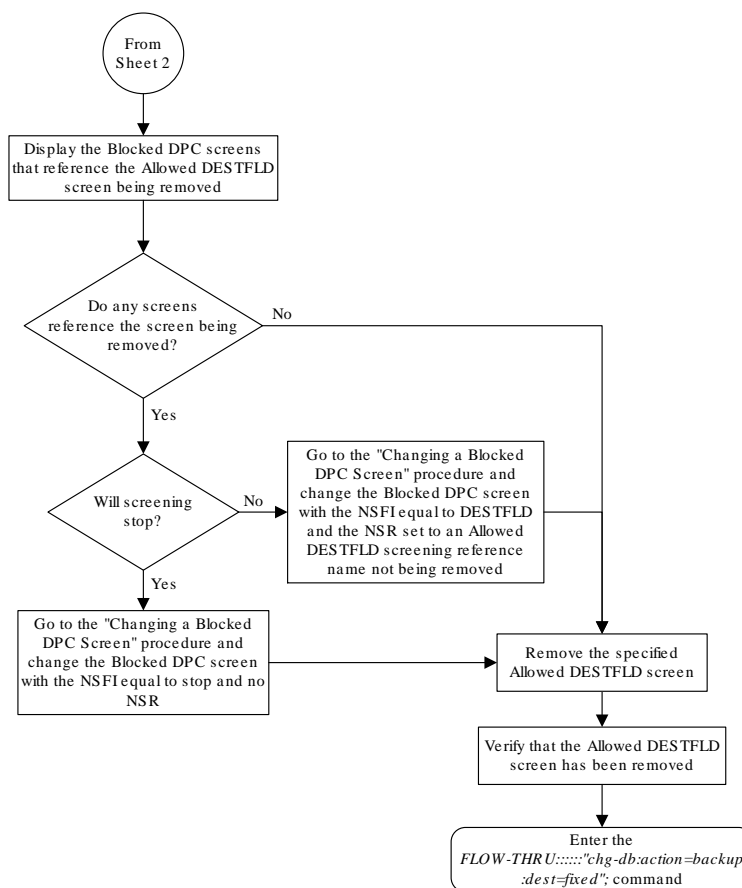 From
Sheet 2
Display the Blocked DPC screens
that reference the Allowed DESTFLD
screen being removed
Do any screens
reference the screen being
removed?
No
Yes
Will screening
stop?
No
Go to the "Changing a Blocked
DPC Screen" procedure and
change the Blocked DPC screen
with the NSFI equal to DESTFLD
and the NSR set to an Allowed
DESTFLD screening reference
name not being removed
Yes
Go to the "Changing a Blocked
DPC Screen" procedure and
change the Blocked DPC screen
with the NSFI equal to stop and no
NSR
Remove the specified
Allowed DESTFLD screen
Verify that the Allowed DESTFLD
screen has been removed
Enter the
FLOW-THRU::::::"chg-db:action=backup
:dest=fixed"; command